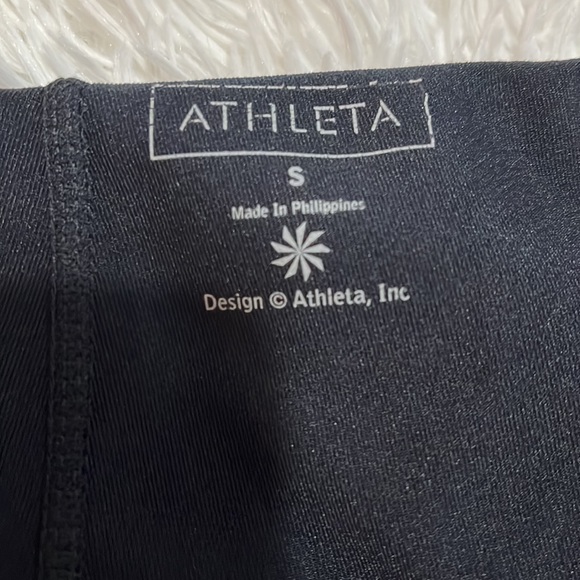 ATHLETA
S
Made In Philippines
Design © Athleta, Inc